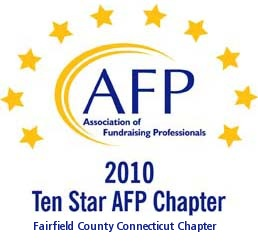 AFP
Association of
Fundraising Professionals
2010
Ten Star AFP Chapter
Fairfield County Connecticut Chapter